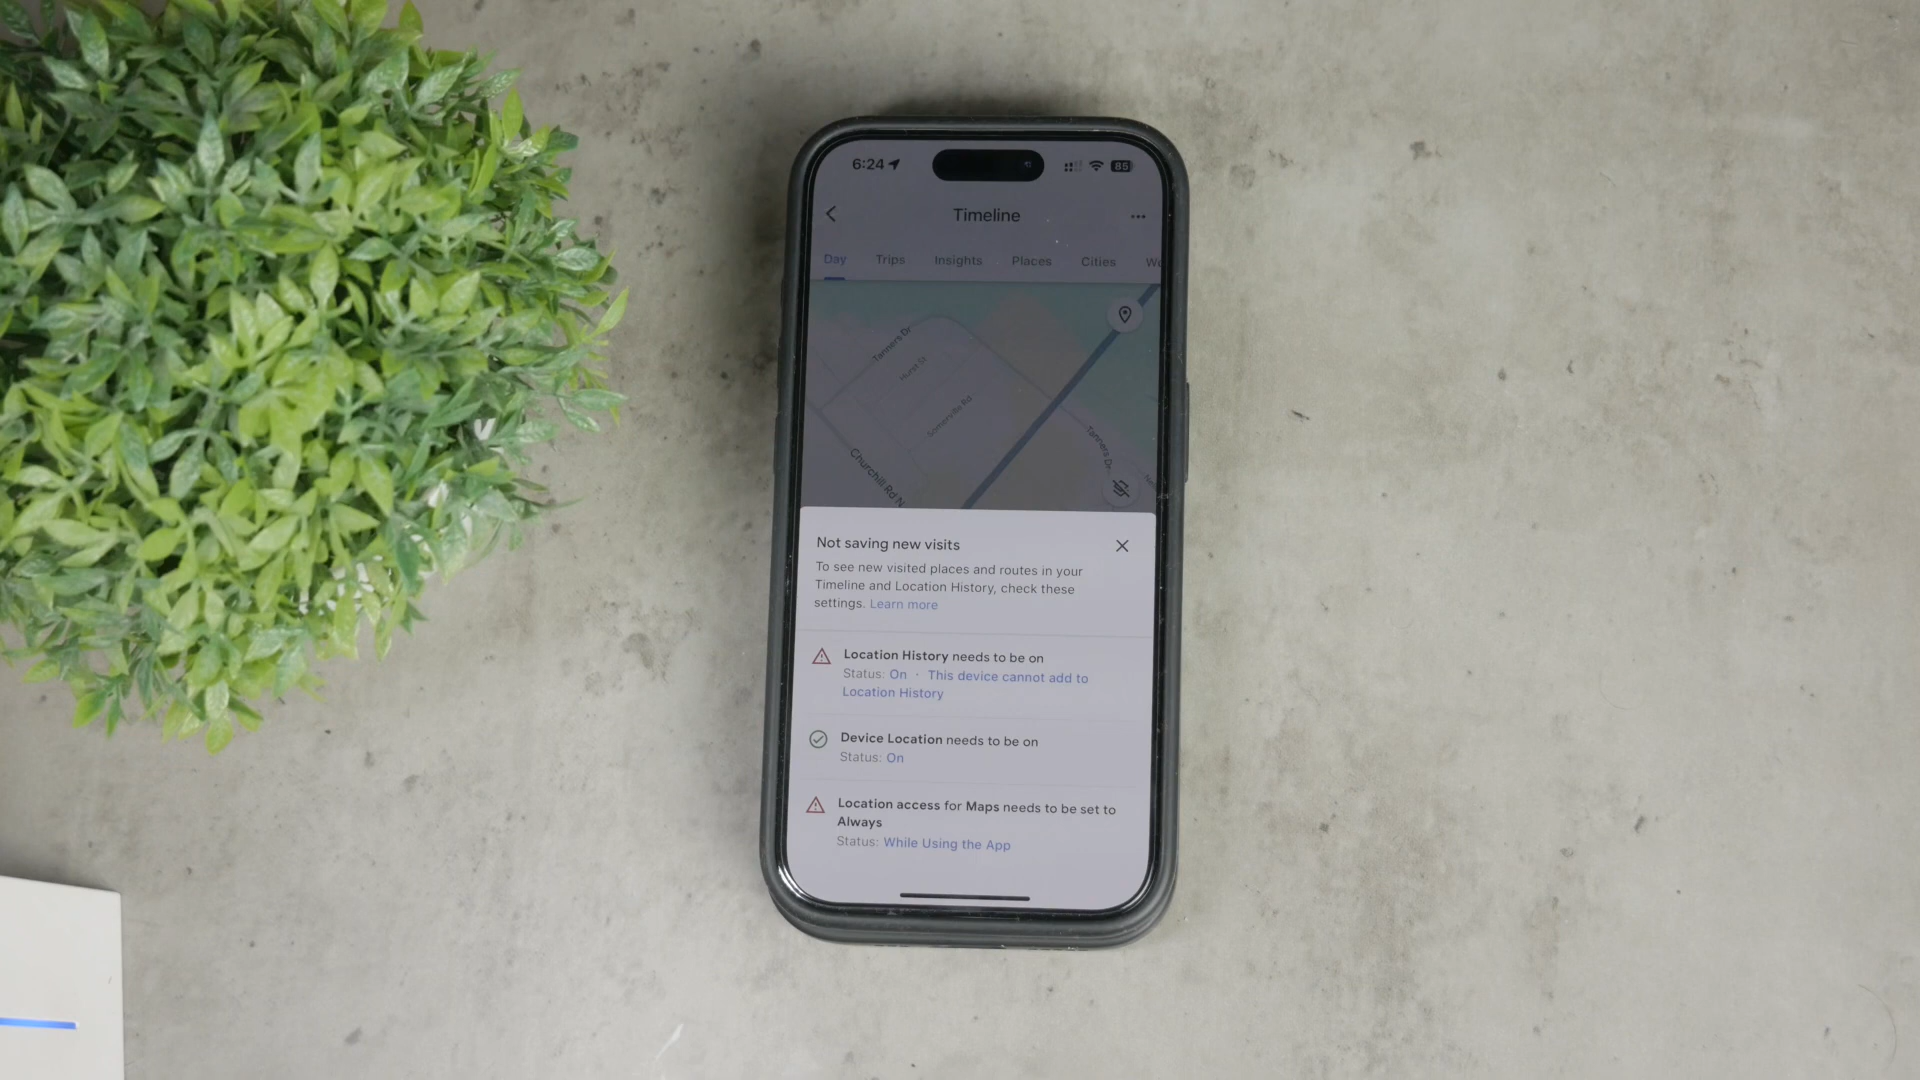 6:24
85
Timeline
Day Trips Insights Places Cities We
Tanners Dr
Hurst St
Somerville Rd
Tanners Dr
Churchill Rd N
Not saving new visits
To see new visited places and routes in your
Timeline and Location History, check these
settings. Learn more
Location History needs to be on
Status: On · This device cannot add to
Location History
Device Location needs to be on
Status: On
Location access for Maps needs to be set to
Always
Status: While Using the App